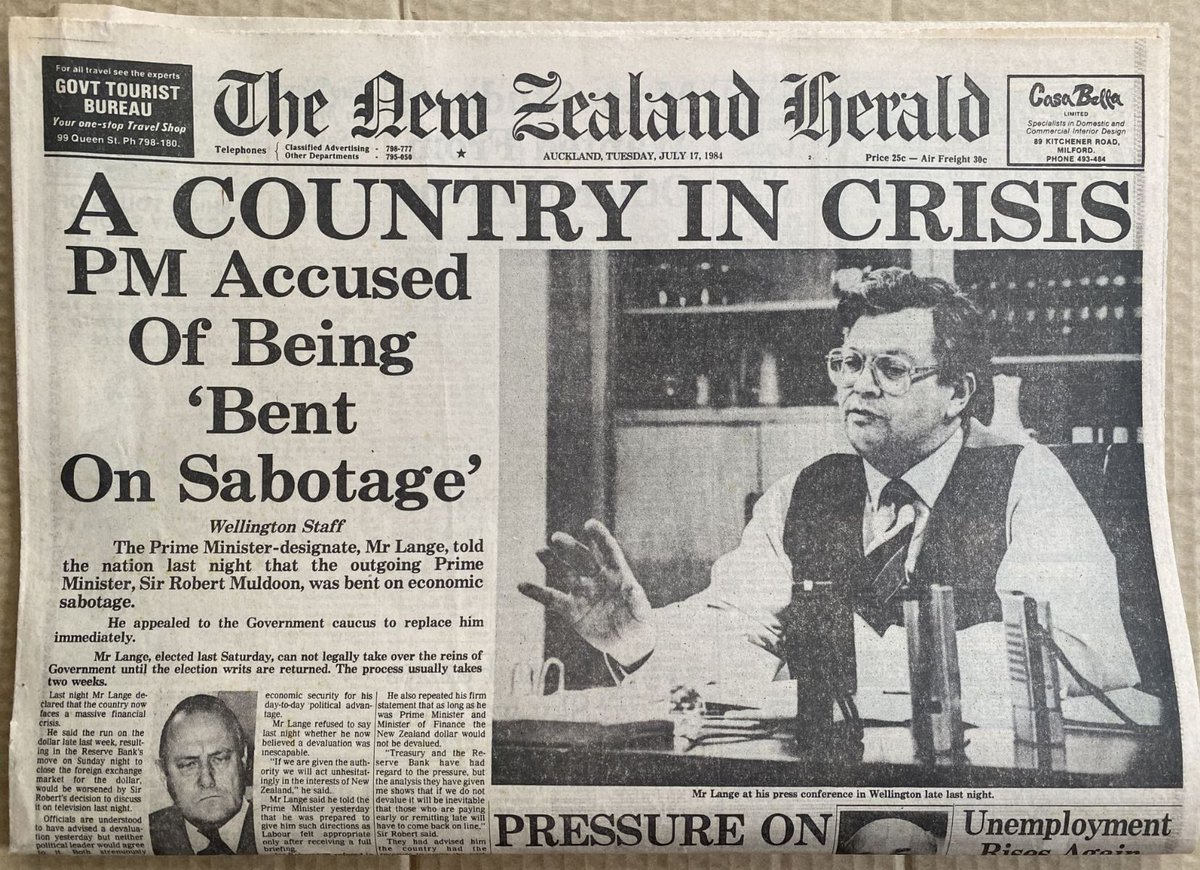 For all travel see the experts
GOVT TOURIST
BUREAU
Your one-stop Travel Shop
99 Queen St. Ph 798-180.
The New Zealand Herald
Telephones { Classified Advertising - 798-777
Other Departments - 795-050
AUCKLAND, TUESDAY, JULY 17, 1984
2
Price 25c — Air Freight 30c
Casa Bella
LIMITED
Specialists in Domestic and
Commercial Interior Design
89 KITCHENER ROAD,
MILFORD.
PHONE 493-484
A COUNTRY IN CRISIS
PM Accused
Of Being
‘Bent
On Sabotage’
Wellington Staff
The Prime Minister-designate, Mr Lange, told
the nation last night that the outgoing Prime
Minister, Sir Robert Muldoon, was bent on economic
sabotage.
He appealed to the Government caucus to replace him
immediately.
Mr Lange, elected last Saturday, can not legally take over the reins of
Government until the election writs are returned. The process usually takes
two weeks.
Last night Mr Lange de-
clared that the country now
faces a massive financial
crisis.
He said the run on the
dollar late last week, result-
ing in the Reserve Bank's
move on Sunday night to
close the foreign exchange
market for the dollar,
would be worsened by Sir
Robert's decision to discuss
it on television last night.
Officials are understood
to have advised a devalua-
tion yesterday but neither
political leader would agree
to it. Both strenuously
economic security for his
day-to-day political advan-
tage.
Mr Lange refused to say
last night whether he now
believed a devaluation was
inescapable.
"If we are given the auth-
ority we will act unhesitat-
ingly in the interests of New
Zealand," he said.
Mr Lange said he told the
Prime Minister yesterday
that he was prepared to
give him such directions as
Labour felt appropriate
only after receiving a full
briefing.
He also repeated his firm
statement that as long as he
was Prime Minister and
Minister of Finance the
New Zealand dollar would
not be devalued.
"Treasury and the Re-
serve Bank have had
regard to the pressure, but
the analysis they have given
me shows that if we do not
devalue it will be inevitable
that those who are paying
early or remitting late will
have to come back on line,"
Sir Robert said.
They had advised him
the country had the
Mr Lange at his press conference in Wellington late last night.
PRESSURE ON
Unemployment
Rises Again